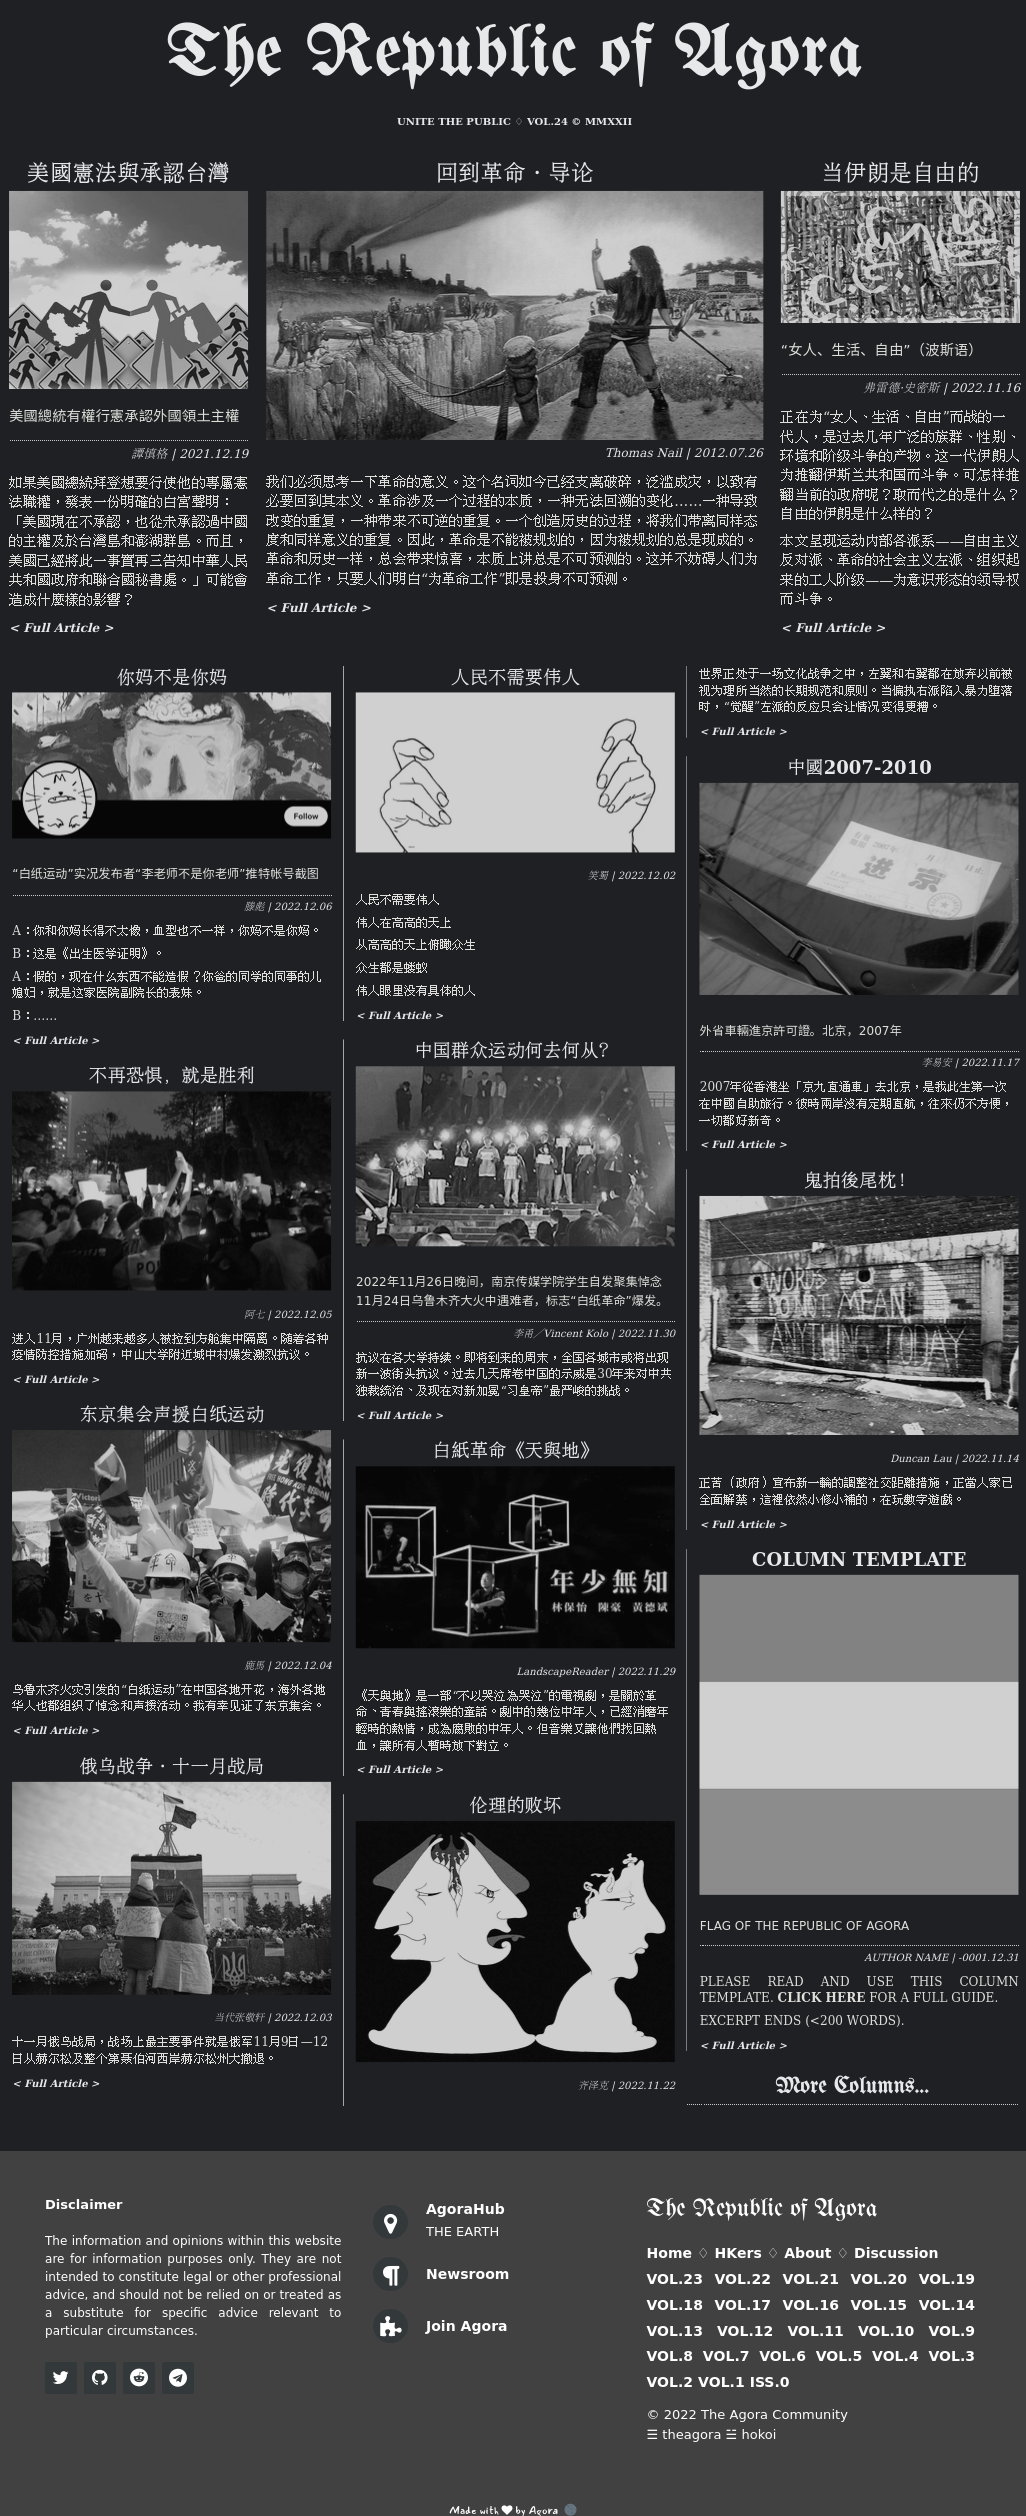 The Republic of Agora
UNITE THE PUBLIC ♢ VOL.24 © MMXXII
美國憲法與承認台灣
美國總統有權行憲承認外國領土主權
譚慎格 | 2021.12.19
如果美國總統拜登想要行使他的專屬憲
法職權，發表一份明確的白宮聲明：
「美國現在不承認，也從未承認過中國
的主權及於台灣島和澎湖群島。而且，
美國已經將此一事實再三告知中華人民
共和國政府和聯合國秘書處。」可能會
造成什麼樣的影響？
< Full Article >
回到革命·导论
Thomas Nail | 2012.07.26
我们必须思考一下革命的意义。这个名词如今已经支离破碎，泛滥成灾，以致有
必要回到其本义。革命涉及一个过程的本质，一种无法回溯的变化……一种导致
改变的重复，一种带来不可逆的重复。一个创造历史的过程，将我们带离同样态
度和同样意义的重复。因此，革命是不能被规划的，因为被规划的总是现成的。
革命和历史一样，总会带来惊喜，本质上讲总是不可预测的。这并不妨碍人们为
革命工作，只要人们明白“为革命工作”即是投身不可预测。
< Full Article >
当伊朗是自由的
“女人、生活、自由”（波斯语）
弗雷德·史密斯 | 2022.11.16
正在为“女人、生活、自由”而战的一
代人，是过去几年广泛的族群、性别、
环境和阶级斗争的产物。这一代伊朗人
为推翻伊斯兰共和国而斗争。可怎样推
翻当前的政府呢？取而代之的是什么？
自由的伊朗是什么样的？
本文呈现运动内部各派系——自由主义
反对派、革命的社会主义左派、组织起
来的工人阶级——为意识形态的领导权
而斗争。
< Full Article >
你妈不是你妈
Follow
“白纸运动”实况发布者“李老师不是你老师”推特帐号截图
滕彪 | 2022.12.06
A：你和你妈长得不太像，血型也不一样，你妈不是你妈。
B：这是《出生医学证明》。
A：假的，现在什么东西不能造假？你爸的同学的同事的儿
媳妇，就是这家医院副院长的表妹。
B：……
< Full Article >
不再恐惧，就是胜利
PO
阿七 | 2022.12.05
进入11月，广州越来越多人被拉到方舱集中隔离。随着各种
疫情防控措施加码，中山大学附近城中村爆发激烈抗议。
< Full Article >
东京集会声援白纸运动
鹿馬 | 2022.12.04
乌鲁木齐火灾引发的“白纸运动”在中国各地开花，海外各地
华人也都组织了悼念和声援活动。我有幸见证了东京集会。
< Full Article >
俄乌战争·十一月战局
当代张敬轩 | 2022.12.03
十一月俄乌战局，战场上最主要事件就是俄军11月9日—12
日从赫尔松及整个第聂伯河西岸赫尔松州大撤退。
< Full Article >
人民不需要伟人
笑蜀 | 2022.12.02
人民不需要伟人
伟人在高高的天上
从高高的天上俯瞰众生
众生都是蝼蚁
伟人眼里没有具体的人
< Full Article >
中国群众运动何去何从?
2022年11月26日晚间，南京传媒学院学生自发聚集悼念
11月24日乌鲁木齐大火中遇难者，标志“白纸革命”爆发。
李甬／Vincent Kolo | 2022.11.30
抗议在各大学持续。即将到来的周末，全国各城市或将出现
新一波街头抗议。过去几天席卷中国的示威是30年来对中共
独裁统治、及现在对新加冕“习皇帝”最严峻的挑战。
< Full Article >
白紙革命《天與地》
年少無知
林保怡 陳豪 黃德斌
LandscapeReader | 2022.11.29
《天與地》是一部“不以哭泣為哭泣”的電視劇，是關於革
命、青春與搖滾樂的童話。劇中的幾位中年人，已經消磨年
輕時的熱情，成為腐敗的中年人。但音樂又讓他們找回熱
血，讓所有人暫時放下對立。
< Full Article >
伦理的败坏
齐泽克 | 2022.11.22
世界正处于一场文化战争之中，左翼和右翼都在放弃以前被
视为理所当然的长期规范和原则。当偏执右派陷入暴力堕落
时，“觉醒”左派的反应只会让情况变得更糟。
< Full Article >
中國2007-2010
進京
外省車輛進京許可證。北京，2007年
李易安 | 2022.11.17
2007年從香港坐「京九直通車」去北京，是我此生第一次
在中國自助旅行。彼時兩岸沒有定期直航，往來仍不方便，
一切都好新奇。
< Full Article >
鬼拍後尾枕！
Duncan Lau | 2022.11.14
正苦（政府）宣布新一輪的調整社交距離措施，正當人家已
全面解禁，這裡依然小修小補的，在玩數字遊戲。
< Full Article >
COLUMN TEMPLATE
FLAG OF THE REPUBLIC OF AGORA
AUTHOR NAME | -0001.12.31
PLEASE READ AND USE THIS COLUMN
TEMPLATE. CLICK HERE FOR A FULL GUIDE.
EXCERPT ENDS (<200 WORDS).
< Full Article >
More Columns...
Disclaimer
The information and opinions within this website
are for information purposes only. They are not
intended to constitute legal or other professional
advice, and should not be relied on or treated as
a substitute for specific advice relevant to
particular circumstances.
AgoraHub
THE EARTH
Newsroom
Join Agora
The Republic of Agora
Home ♢ HKers ♢ About ♢ Discussion
VOL.23 VOL.22 VOL.21 VOL.20 VOL.19
VOL.18 VOL.17 VOL.16 VOL.15 VOL.14
VOL.13 VOL.12 VOL.11 VOL.10 VOL.9
VOL.8 VOL.7 VOL.6 VOL.5 VOL.4 VOL.3
VOL.2 VOL.1 ISS.0
© 2022 The Agora Community
☰ theagora ☱ hokoi
Made with ❤ by Agora